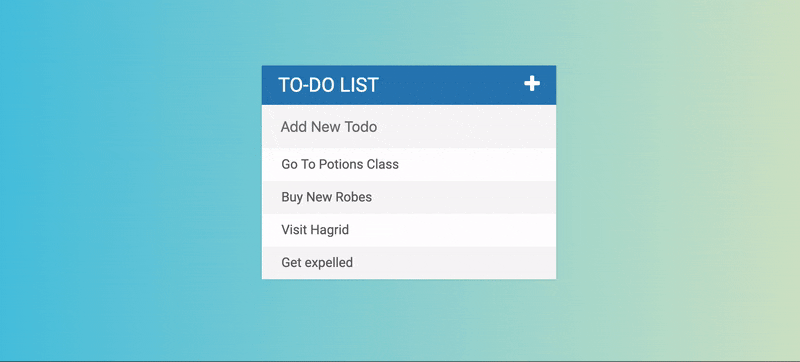 TO-DO LIST
Add New Todo
Go To Potions Class
Buy New Robes
Visit Hagrid
Get expelled